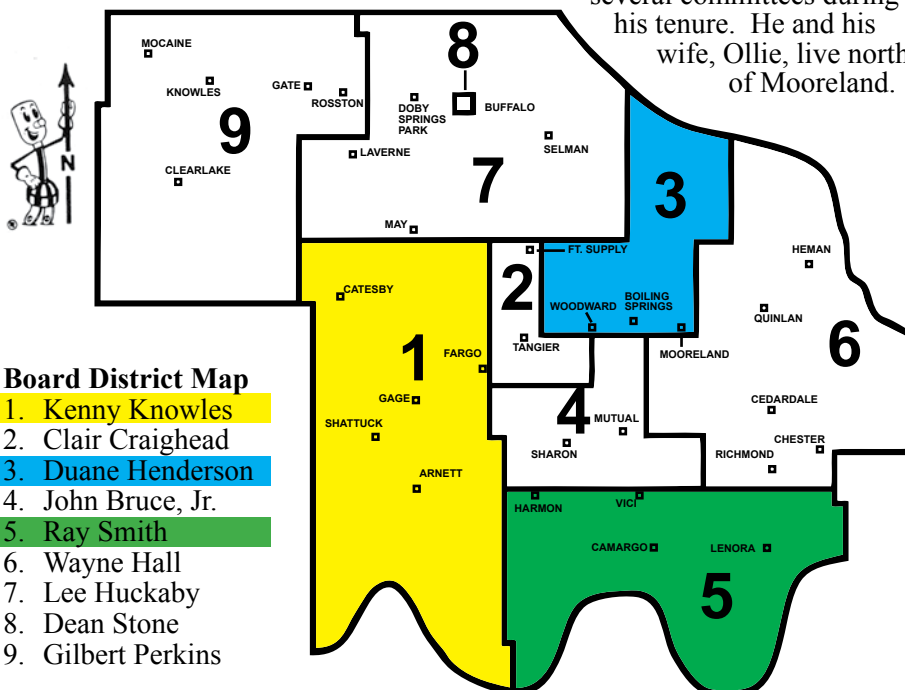 several committees during
his tenure. He and his
wife, Ollie, live north
of Mooreland.
MOCAINE
KNOWLES
GATE
ROSSTON
9
CLEARLAKE
N
®
8
DOBY
SPRINGS
PARK
BUFFALO
SELMAN
LAVERNE
7
MAY
3
FT. SUPPLY
2
WOODWARD
BOILING
SPRINGS
MOORELAND
TANGIER
HEMAN
QUINLAN
6
CEDARDALE
CHESTER
RICHMOND
CATESBY
1
FARGO
GAGE
SHATTUCK
ARNETT
4
MUTUAL
SHARON
HARMON
VICI
CAMARGO
LENORA
5
Board District Map
1. Kenny Knowles
2. Clair Craighead
3. Duane Henderson
4. John Bruce, Jr.
5. Ray Smith
6. Wayne Hall
7. Lee Huckaby
8. Dean Stone
9. Gilbert Perkins